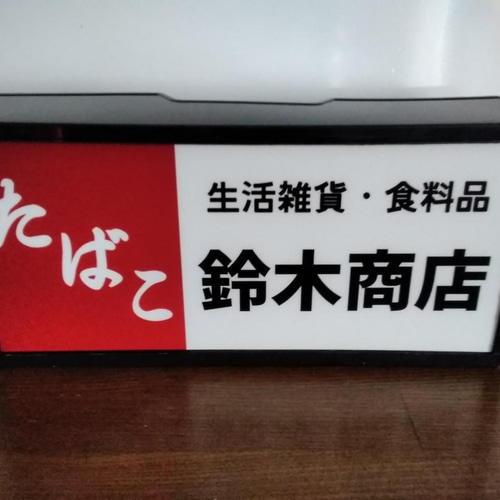 たばこ
生活雑貨・食料品
鈴木商店